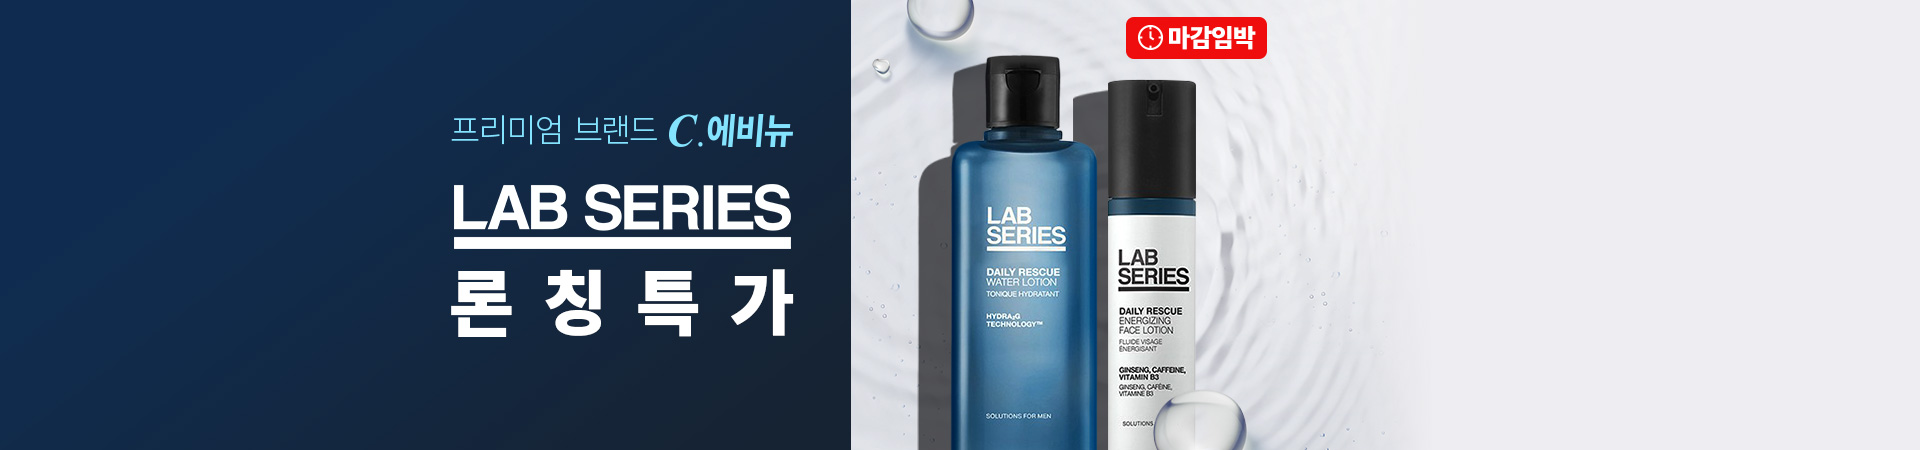 프리미엄 브랜드 C.에비뉴
LAB SERIES
론칭특가
마감임박
LAB
SERIES
DAILY RESCUE
WATER LOTION
TONIQUE HYDRATANT
HYDRA₂G
TECHNOLOGY™
SOLUTIONS FOR MEN
LAB
SERIES
DAILY RESCUE
ENERGIZING
FACE LOTION
FLUIDE VISAGE
ÉNERGISANT
GINSENG, CAFFEINE,
VITAMIN B3
GINSENG, CAFÉINE,
VITAMINE B3
SOLUTIONS